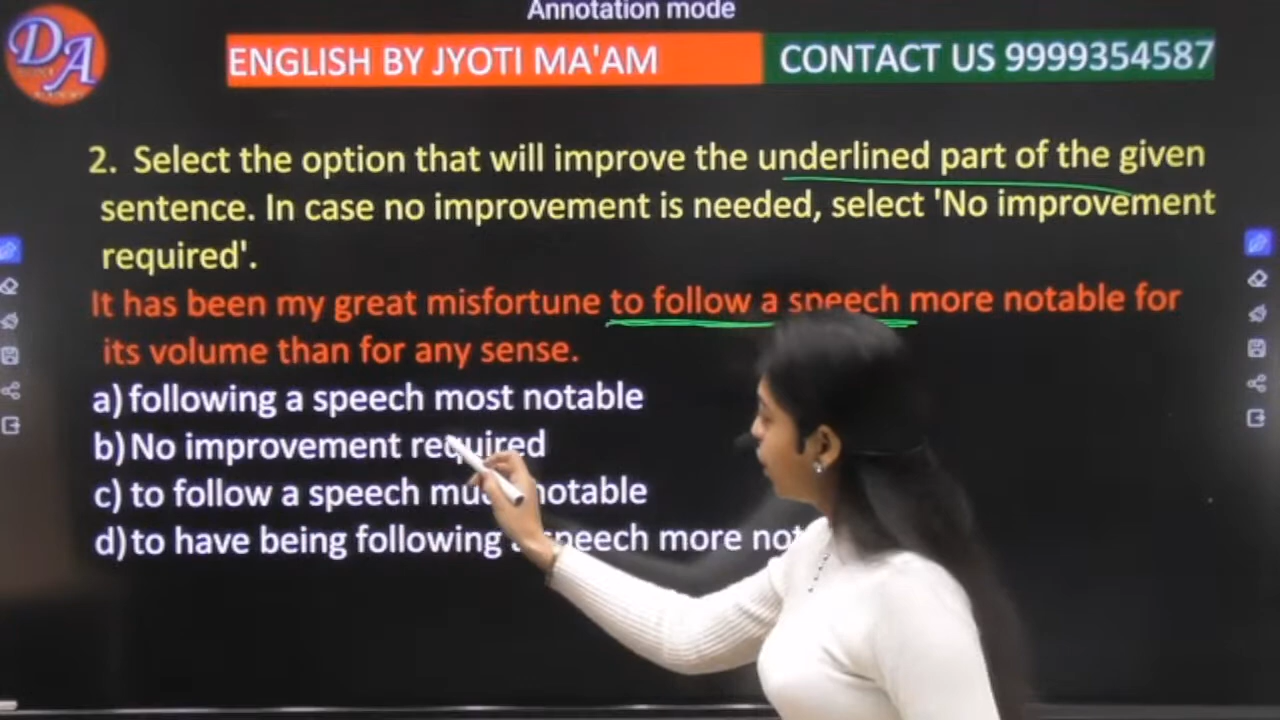 Annotation mode
DA
ENGLISH BY JYOTI MA'AM
CONTACT US 9999354587
2. Select the option that will improve the underlined part of the given
sentence. In case no improvement is needed, select 'No improvement
required'.
It has been my great misfortune to follow a speech more notable for
its volume than for any sense.
a) following a speech most notable
b) No improvement required
c) to follow a speech much notable
d) to have being following a speech more